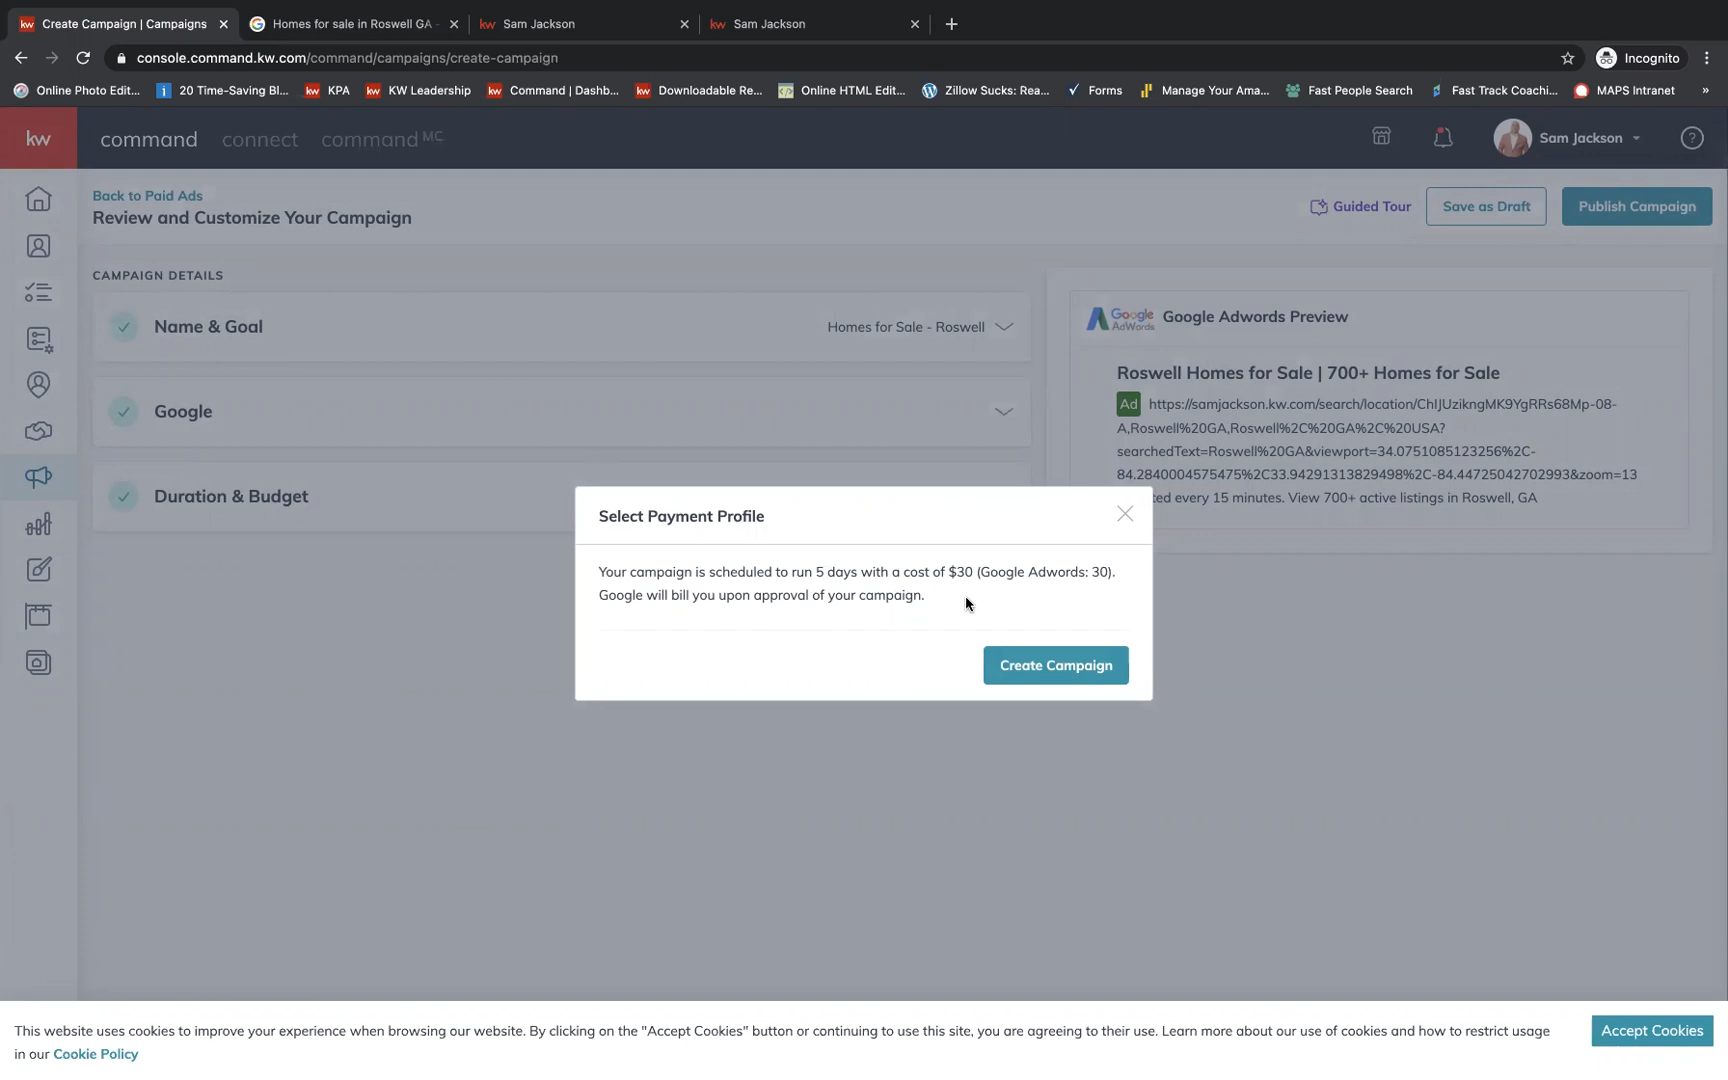 kw Create Campaign | Campaigns
G Homes for sale in Roswell GA -
kw Sam Jackson
kw Sam Jackson
console.command.kw.com/command/campaigns/create-campaign
Incognito
Online Photo Edit...
20 Time-Saving Bl...
kw KPA
kw KW Leadership
kw Command | Dashb...
kw Downloadable Re...
Online HTML Edit...
Zillow Sucks: Rea...
Forms
Manage Your Ama...
Fast People Search
Fast Track Coachi...
MAPS Intranet
»
kw
command
connect
command MC
Sam Jackson
?
Back to Paid Ads
Review and Customize Your Campaign
Guided Tour
Save as Draft
Publish Campaign
CAMPAIGN DETAILS
Name & Goal
Homes for Sale - Roswell
Google
Duration & Budget
Google AdWords
Google Adwords Preview
Roswell Homes for Sale | 700+ Homes for Sale
Ad https://samjackson.kw.com/search/location/ChIJUzikngMK9YgRRs68Mp-08-
A,Roswell%20GA,Roswell%2C%20GA%2C%20USA?
searchedText=Roswell%20GA&viewport=34.0751085123256%2C-
84.2840004575475%2C33.94291313829498%2C-84.44725042702993&zoom=13
ted every 15 minutes. View 700+ active listings in Roswell, GA
Select Payment Profile
Your campaign is scheduled to run 5 days with a cost of $30 (Google Adwords: 30).
Google will bill you upon approval of your campaign.
Create Campaign
This website uses cookies to improve your experience when browsing our website. By clicking on the "Accept Cookies" button or continuing to use this site, you are agreeing to their use. Learn more about our use of cookies and how to restrict usage
in our Cookie Policy
Accept Cookies